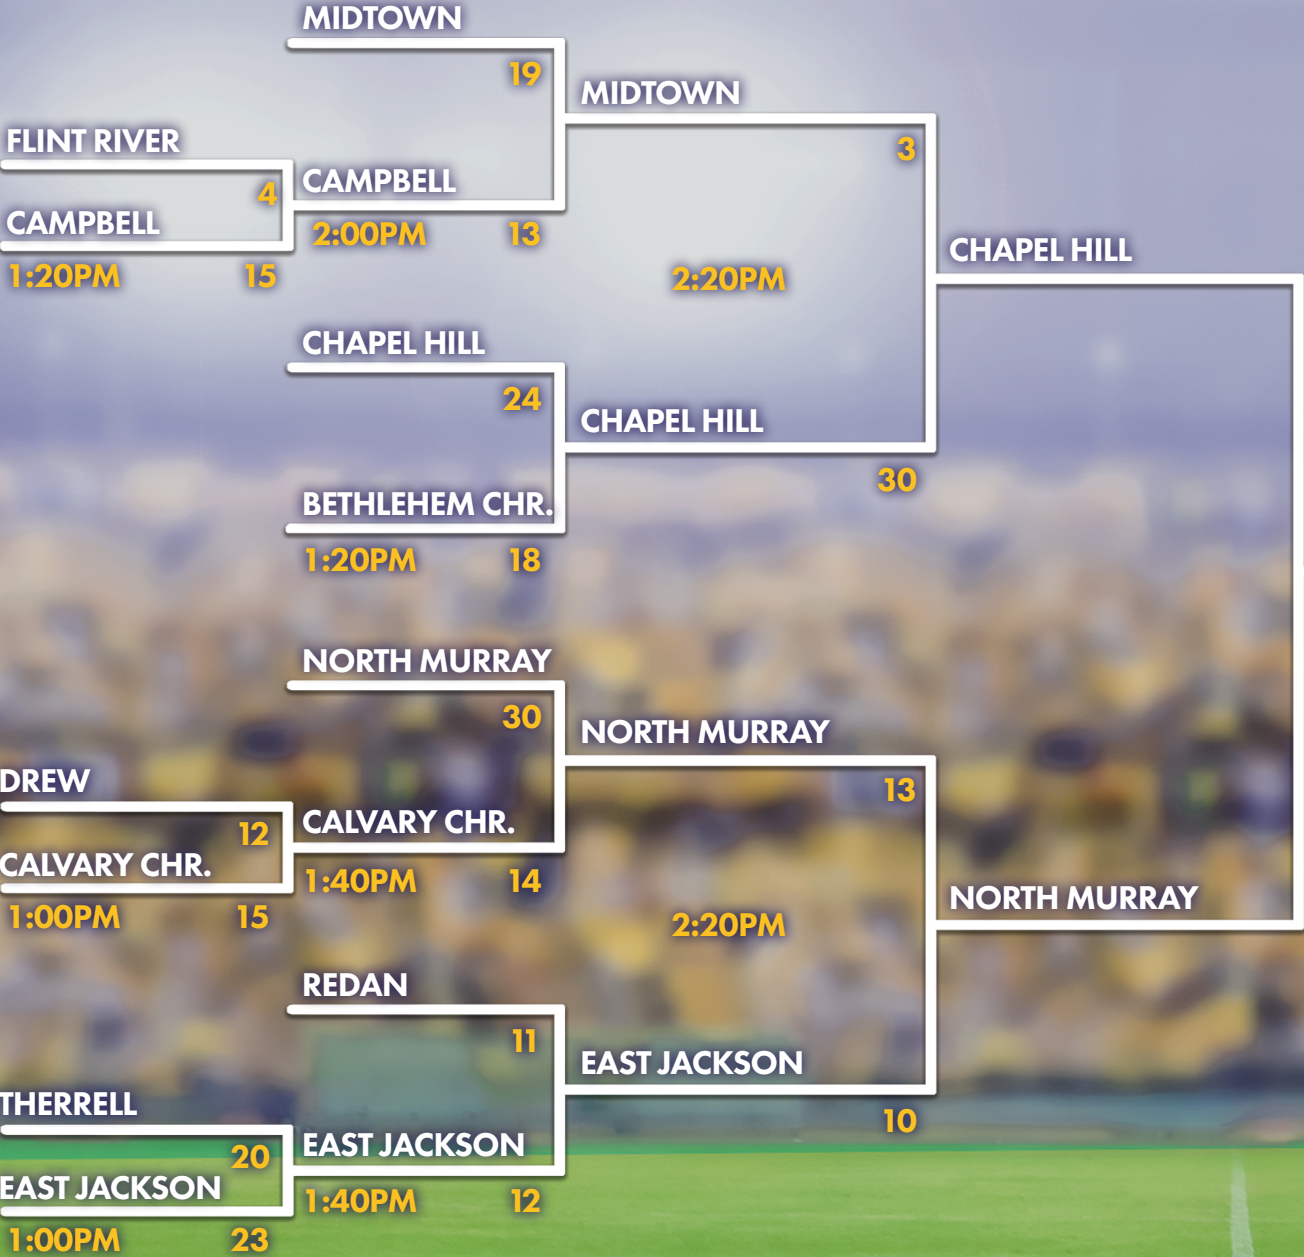 MIDTOWN
19
MIDTOWN
3
FLINT RIVER
4
CAMPBELL
CAMPBELL
2:00PM 13
1:20PM 15
2:20PM
CHAPEL HILL
CHAPEL HILL
24
CHAPEL HILL
30
BETHLEHEM CHR.
1:20PM 18
NORTH MURRAY
30
NORTH MURRAY
13
DREW
12
CALVARY CHR.
CALVARY CHR.
1:40PM 14
1:00PM 15
2:20PM
NORTH MURRAY
REDAN
11
EAST JACKSON
10
THERRELL
20
EAST JACKSON
EAST JACKSON
1:40PM 12
1:00PM 23